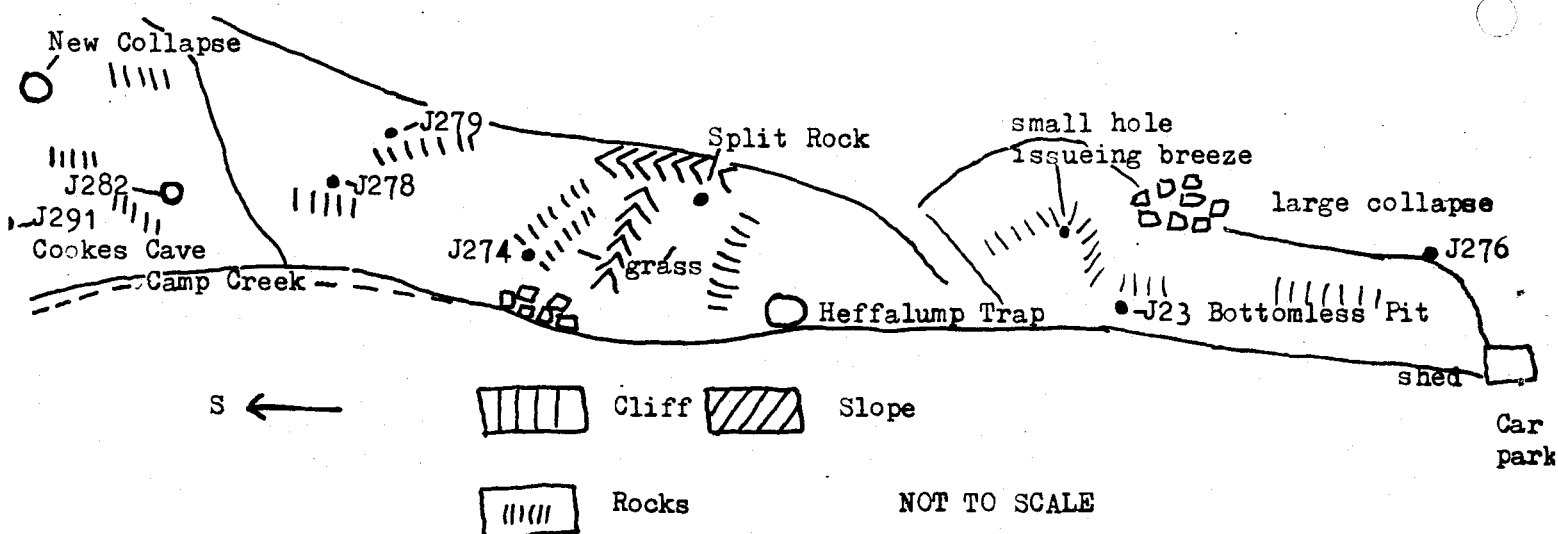 New Collapse
J279
Split Rock
small hole
issueing breeze
J282
J278
large collapse
J291
J274
J276
Cookes Cave
grass
Camp Creek
Heffalump Trap
J23 Bottomless Pit
shed
S
Cliff
Slope
Car
park
Rocks
NOT TO SCALE